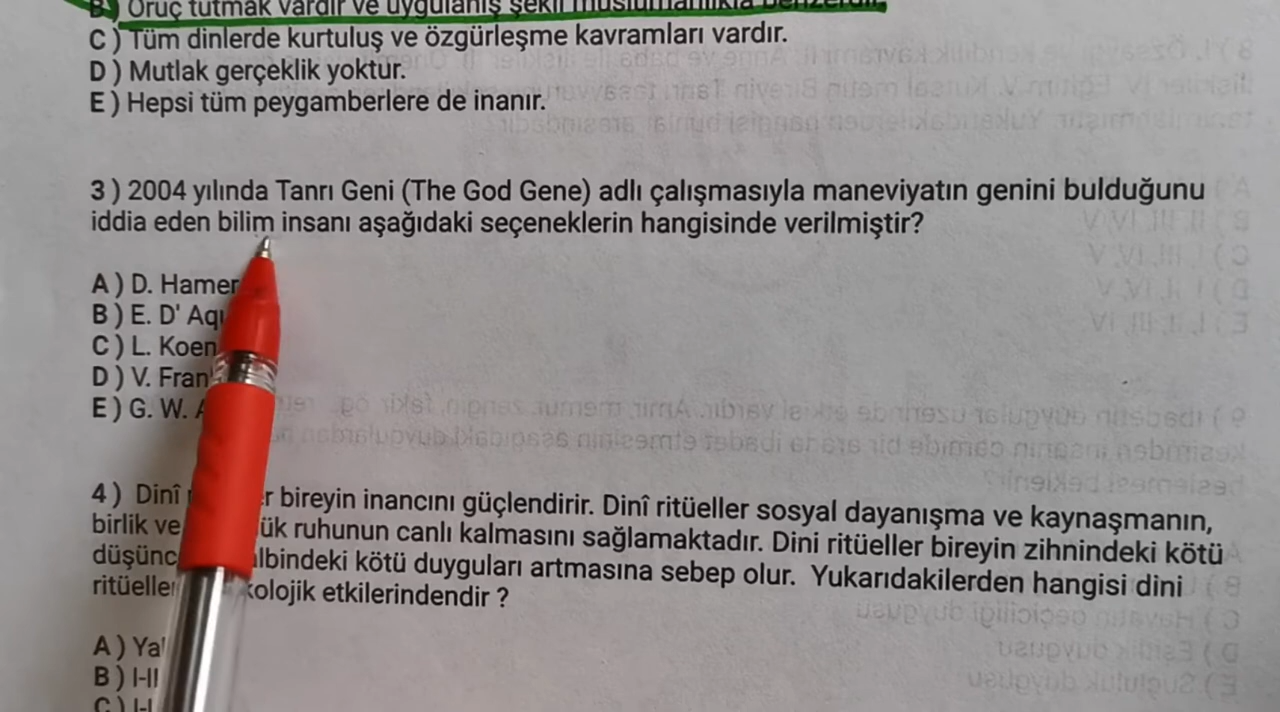 B) Oruç tutmak vardır ve uygulanış şekli müslümanlıkla benzerdir.
C) Tüm dinlerde kurtuluş ve özgürleşme kavramları vardır.
D) Mutlak gerçeklik yoktur.
E) Hepsi tüm peygamberlere de inanır.
3) 2004 yılında Tanrı Geni (The God Gene) adlı çalışmasıyla maneviyatın genini bulduğunu
iddia eden bilim insanı aşağıdaki seçeneklerin hangisinde verilmiştir?
A) D. Hamer
B) E. D' Aqu
C) L. Koen
D) V. Fran
E) G. W. A
4) Dinî r bireyin inancını güçlendirir. Dinî ritüeller sosyal dayanışma ve kaynaşmanın,
birlik ve ük ruhunun canlı kalmasını sağlamaktadır. Dini ritüeller bireyin zihnindeki kötü
düşünc lbindeki kötü duyguları artmasına sebep olur. Yukarıdakilerden hangisi dini
ritüeller kolojik etkilerindendir ?
A) Yal
B) I-II
C) I-I